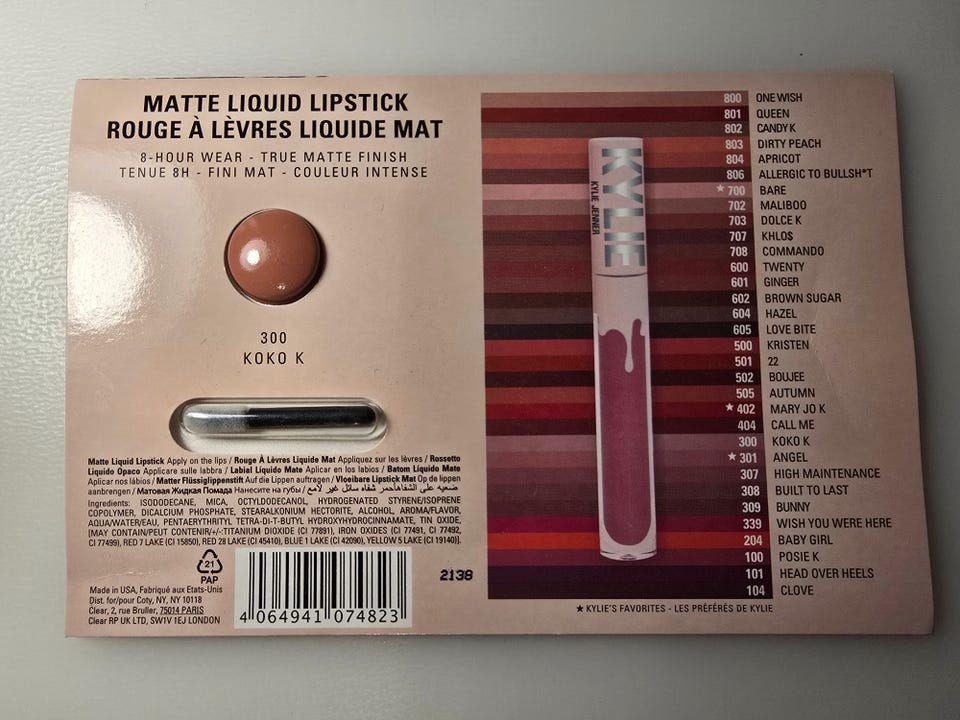 MATTE LIQUID LIPSTICK
ROUGE À LÈVRES LIQUIDE MAT
8-HOUR WEAR - TRUE MATTE FINISH
TENUE 8H - FINI MAT - COULEUR INTENSE
300
KOKO K
Matte Liquid Lipstick Apply on the lips / Rouge À Lèvres Liquide Mat Appliquez sur les lèvres / Rossetto
Liquido Opaco Applicare sulle labbra / Labial Líquido Mate Aplicar en los labios / Batom Líquido Mate
Aplicar nos lábios / Matter Flüssiglippenstift Auf die Lippen auftragen / Vloeibare Lipstick Mat Op de lippen
aanbrengen / Матовая Жидкая Помада Нанесите на губы /
Ingredients: ISODODECANE, MICA, OCTYLDODECANOL, HYDROGENATED STYRENE/ISOPRENE
COPOLYMER, DICALCIUM PHOSPHATE, STEARALKONIUM HECTORITE, ALCOHOL, AROMA/FLAVOR,
AQUA/WATER/EAU, PENTAERYTHRITYL TETRA-DI-T-BUTYL HYDROXYHYDROCINNAMATE, TIN OXIDE,
[MAY CONTAIN/PEUT CONTENIR/+/-:TITANIUM DIOXIDE (CI 77891), IRON OXIDES (CI 77491, CI 77492,
CI 77499), RED 7 LAKE (CI 15850), RED 28 LAKE (CI 45410), BLUE 1 LAKE (CI 42090), YELLOW 5 LAKE (CI 19140)].
21
PAP
Made in USA, Fabriqué aux Etats-Unis
Dist. for/pour Coty, NY, NY 10118
Clear, 2, rue Bruller, 75014 PARIS
Clear RP UK LTD, SW1V 1EJ LONDON
4 064941 074823
2138
KYLIE
KYLIE JENNER
800 ONE WISH
801 QUEEN
802 CANDY K
803 DIRTY PEACH
804 APRICOT
806 ALLERGIC TO BULLSH*T
★ 700 BARE
702 MALIBOO
703 DOLCE K
707 KHLO$
708 COMMANDO
600 TWENTY
601 GINGER
602 BROWN SUGAR
604 HAZEL
605 LOVE BITE
500 KRISTEN
501 22
502 BOUJEE
505 AUTUMN
★ 402 MARY JO K
404 CALL ME
300 KOKO K
★ 301 ANGEL
307 HIGH MAINTENANCE
308 BUILT TO LAST
309 BUNNY
339 WISH YOU WERE HERE
204 BABY GIRL
100 POSIE K
101 HEAD OVER HEELS
104 CLOVE
★ KYLIE'S FAVORITES - LES PRÉFÉRÉS DE KYLIE